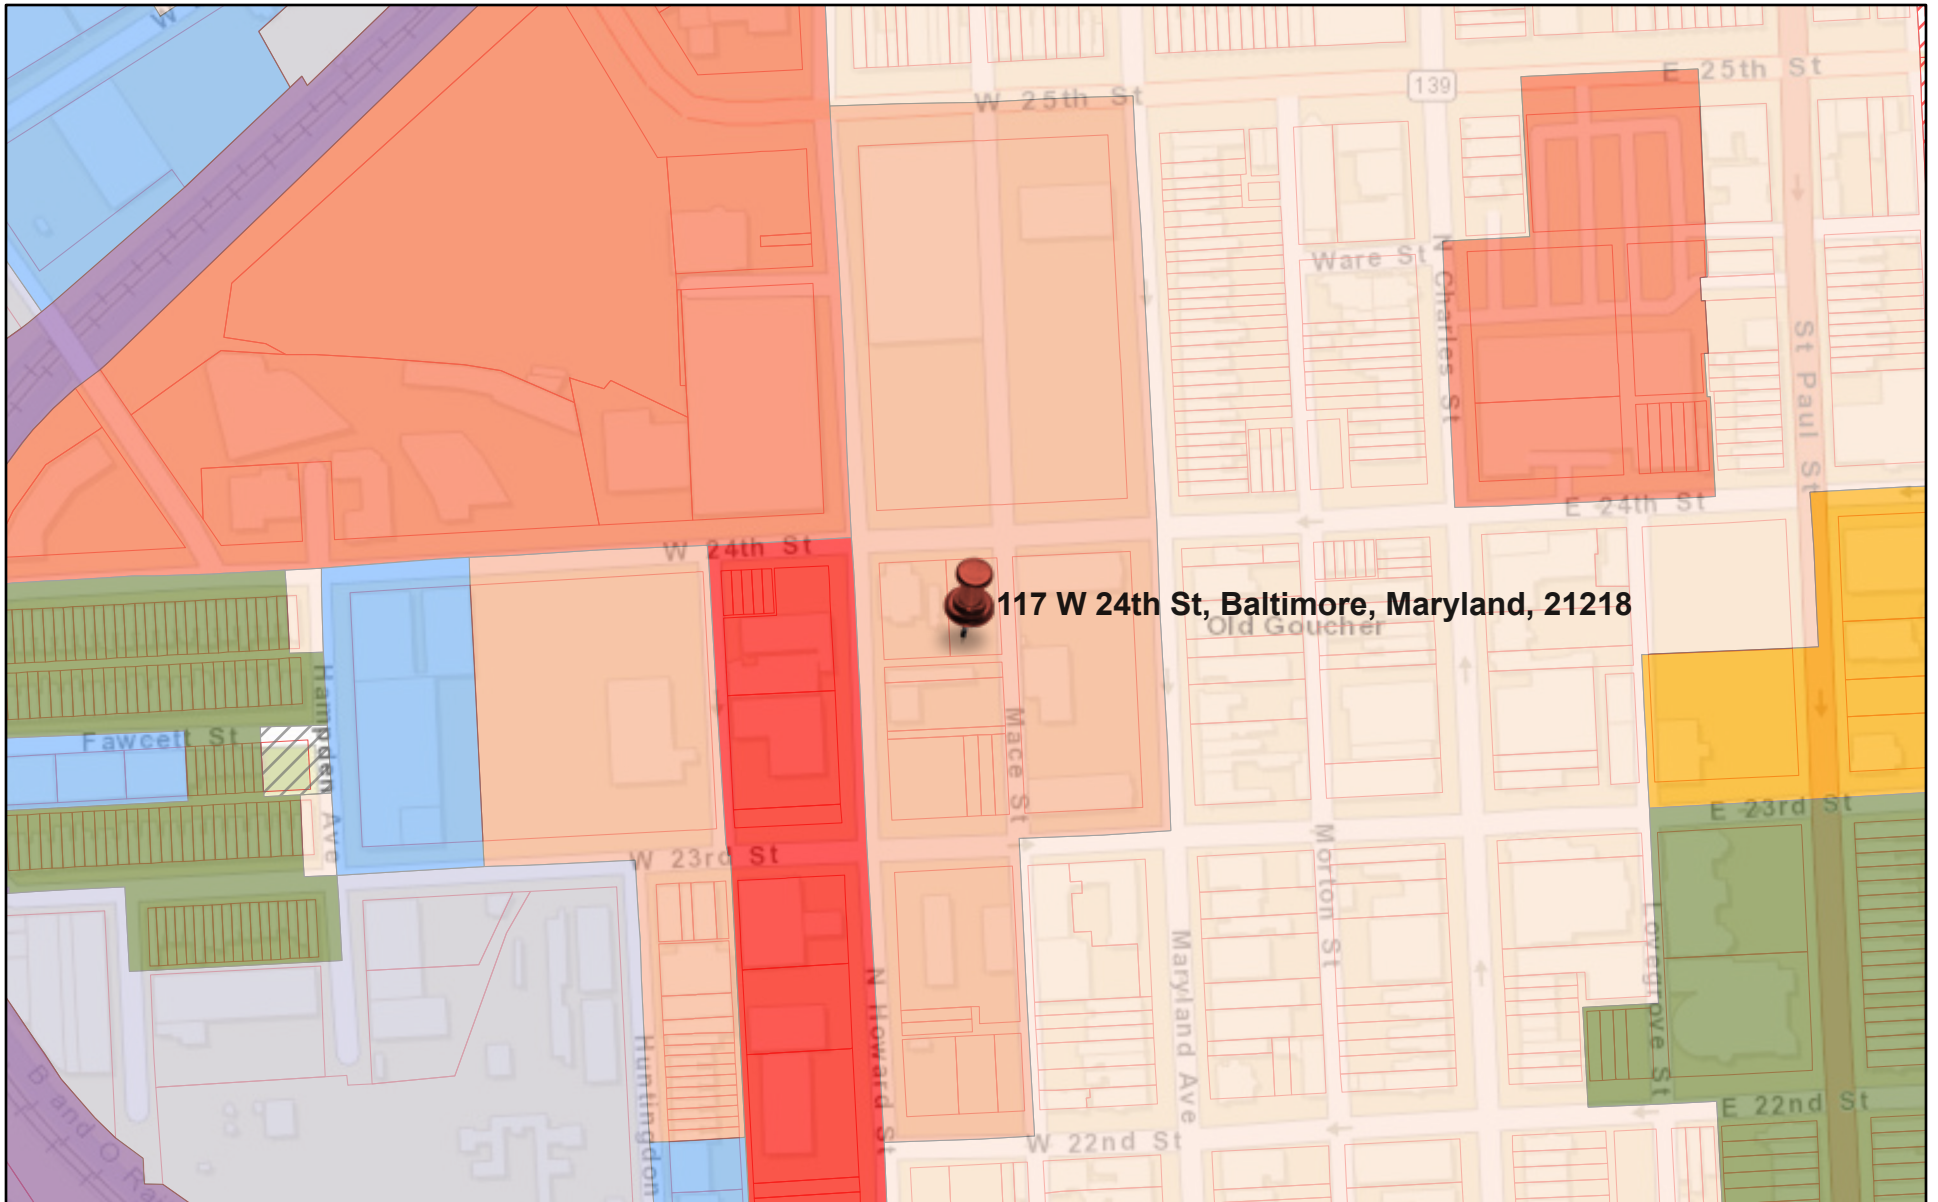 W
W 25th St
139
E 25th St
Ware St
N Charles St
St Paul St
E 24th St
W 24th St
117 W 24th St, Baltimore, Maryland, 21218
Old Goucher
Hampden Ave
Fawcett St
Mace St
E 23rd St
W 23rd St
Morton St
Lovegrove St
Maryland Ave
N Howard St
Huntingdon
B and O Ra
E 22nd St
W 22nd St